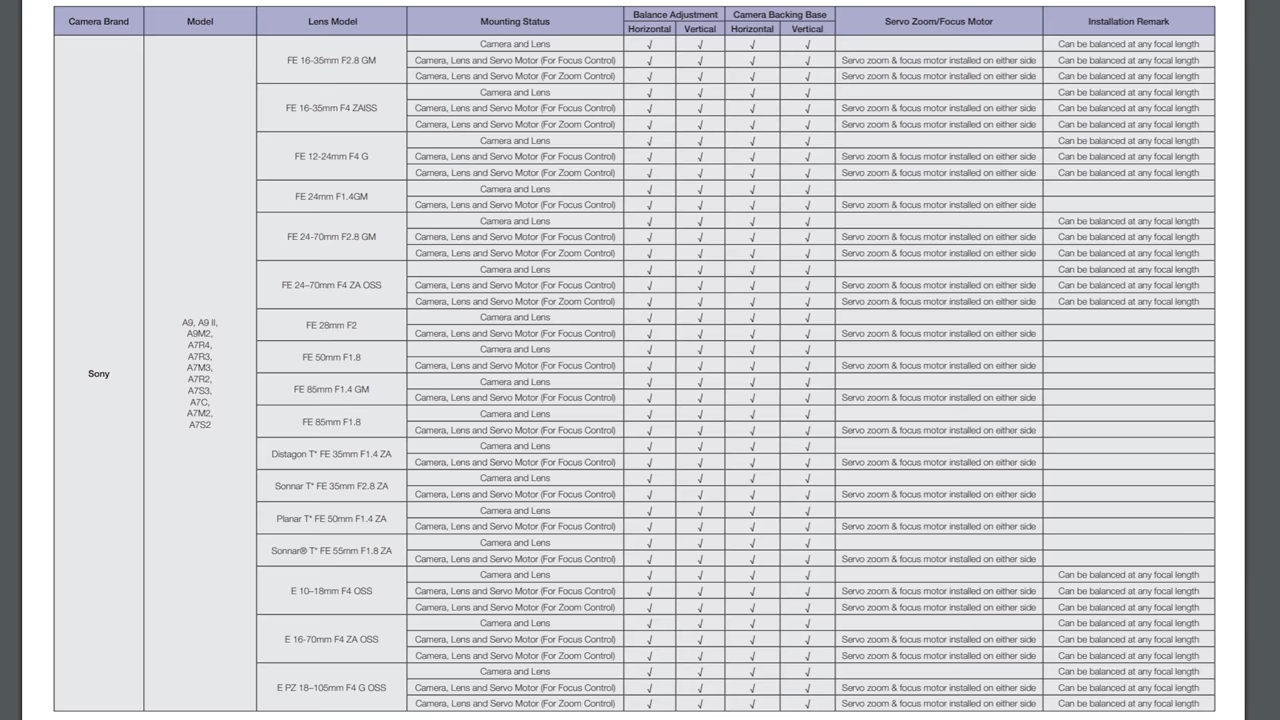 Camera Brand Model Lens Model Mounting Status Balance Adjustment Camera Backing Base Servo Zoom/Focus Motor Installation Remark
Horizontal Vertical Horizontal Vertical
Sony
A9, A9 II,
A9M2,
A7R4,
A7R3,
A7M3,
A7R2,
A7S3,
A7C,
A7M2,
A7S2
FE 16-35mm F2.8 GM
Camera and Lens √ √ √ √ Can be balanced at any focal length
Camera, Lens and Servo Motor (For Focus Control) √ √ √ √ Servo zoom & focus motor installed on either side Can be balanced at any focal length
Camera, Lens and Servo Motor (For Zoom Control) √ √ √ √ Servo zoom & focus motor installed on either side Can be balanced at any focal length
FE 16-35mm F4 ZAISS
Camera and Lens √ √ √ √ Can be balanced at any focal length
Camera, Lens and Servo Motor (For Focus Control) √ √ √ √ Servo zoom & focus motor installed on either side Can be balanced at any focal length
Camera, Lens and Servo Motor (For Zoom Control) √ √ √ √ Servo zoom & focus motor installed on either side Can be balanced at any focal length
FE 12-24mm F4 G
Camera and Lens √ √ √ √ Can be balanced at any focal length
Camera, Lens and Servo Motor (For Focus Control) √ √ √ √ Servo zoom & focus motor installed on either side Can be balanced at any focal length
Camera, Lens and Servo Motor (For Zoom Control) √ √ √ √ Servo zoom & focus motor installed on either side Can be balanced at any focal length
FE 24mm F1.4GM
Camera and Lens √ √ √ √
Camera, Lens and Servo Motor (For Focus Control) √ √ √ √ Servo zoom & focus motor installed on either side
FE 24-70mm F2.8 GM
Camera and Lens √ √ √ √ Can be balanced at any focal length
Camera, Lens and Servo Motor (For Focus Control) √ √ √ √ Servo zoom & focus motor installed on either side Can be balanced at any focal length
Camera, Lens and Servo Motor (For Zoom Control) √ √ √ √ Servo zoom & focus motor installed on either side Can be balanced at any focal length
FE 24–70mm F4 ZA OSS
Camera and Lens √ √ √ √ Can be balanced at any focal length
Camera, Lens and Servo Motor (For Focus Control) √ √ √ √ Servo zoom & focus motor installed on either side Can be balanced at any focal length
Camera, Lens and Servo Motor (For Zoom Control) √ √ √ √ Servo zoom & focus motor installed on either side Can be balanced at any focal length
FE 28mm F2
Camera and Lens √ √ √ √
Camera, Lens and Servo Motor (For Focus Control) √ √ √ √ Servo zoom & focus motor installed on either side
FE 50mm F1.8
Camera and Lens √ √ √ √
Camera, Lens and Servo Motor (For Focus Control) √ √ √ √ Servo zoom & focus motor installed on either side
FE 85mm F1.4 GM
Camera and Lens √ √ √ √
Camera, Lens and Servo Motor (For Focus Control) √ √ √ √ Servo zoom & focus motor installed on either side
FE 85mm F1.8
Camera and Lens √ √ √ √
Camera, Lens and Servo Motor (For Focus Control) √ √ √ √ Servo zoom & focus motor installed on either side
Distagon T* FE 35mm F1.4 ZA
Camera and Lens √ √ √ √
Camera, Lens and Servo Motor (For Focus Control) √ √ √ √ Servo zoom & focus motor installed on either side
Sonnar T* FE 35mm F2.8 ZA
Camera and Lens √ √ √ √
Camera, Lens and Servo Motor (For Focus Control) √ √ √ √ Servo zoom & focus motor installed on either side
Planar T* FE 50mm F1.4 ZA
Camera and Lens √ √ √ √
Camera, Lens and Servo Motor (For Focus Control) √ √ √ √ Servo zoom & focus motor installed on either side
Sonnar® T* FE 55mm F1.8 ZA
Camera and Lens √ √ √ √
Camera, Lens and Servo Motor (For Focus Control) √ √ √ √ Servo zoom & focus motor installed on either side
E 10–18mm F4 OSS
Camera and Lens √ √ √ √ Can be balanced at any focal length
Camera, Lens and Servo Motor (For Focus Control) √ √ √ √ Servo zoom & focus motor installed on either side Can be balanced at any focal length
Camera, Lens and Servo Motor (For Zoom Control) √ √ √ √ Servo zoom & focus motor installed on either side Can be balanced at any focal length
E 16-70mm F4 ZA OSS
Camera and Lens √ √ √ √ Can be balanced at any focal length
Camera, Lens and Servo Motor (For Focus Control) √ √ √ √ Servo zoom & focus motor installed on either side Can be balanced at any focal length
Camera, Lens and Servo Motor (For Zoom Control) √ √ √ √ Servo zoom & focus motor installed on either side Can be balanced at any focal length
E PZ 18–105mm F4 G OSS
Camera and Lens √ √ √ √ Can be balanced at any focal length
Camera, Lens and Servo Motor (For Focus Control) √ √ √ √ Servo zoom & focus motor installed on either side Can be balanced at any focal length
Camera, Lens and Servo Motor (For Zoom Control) √ √ √ √ Servo zoom & focus motor installed on either side Can be balanced at any focal length